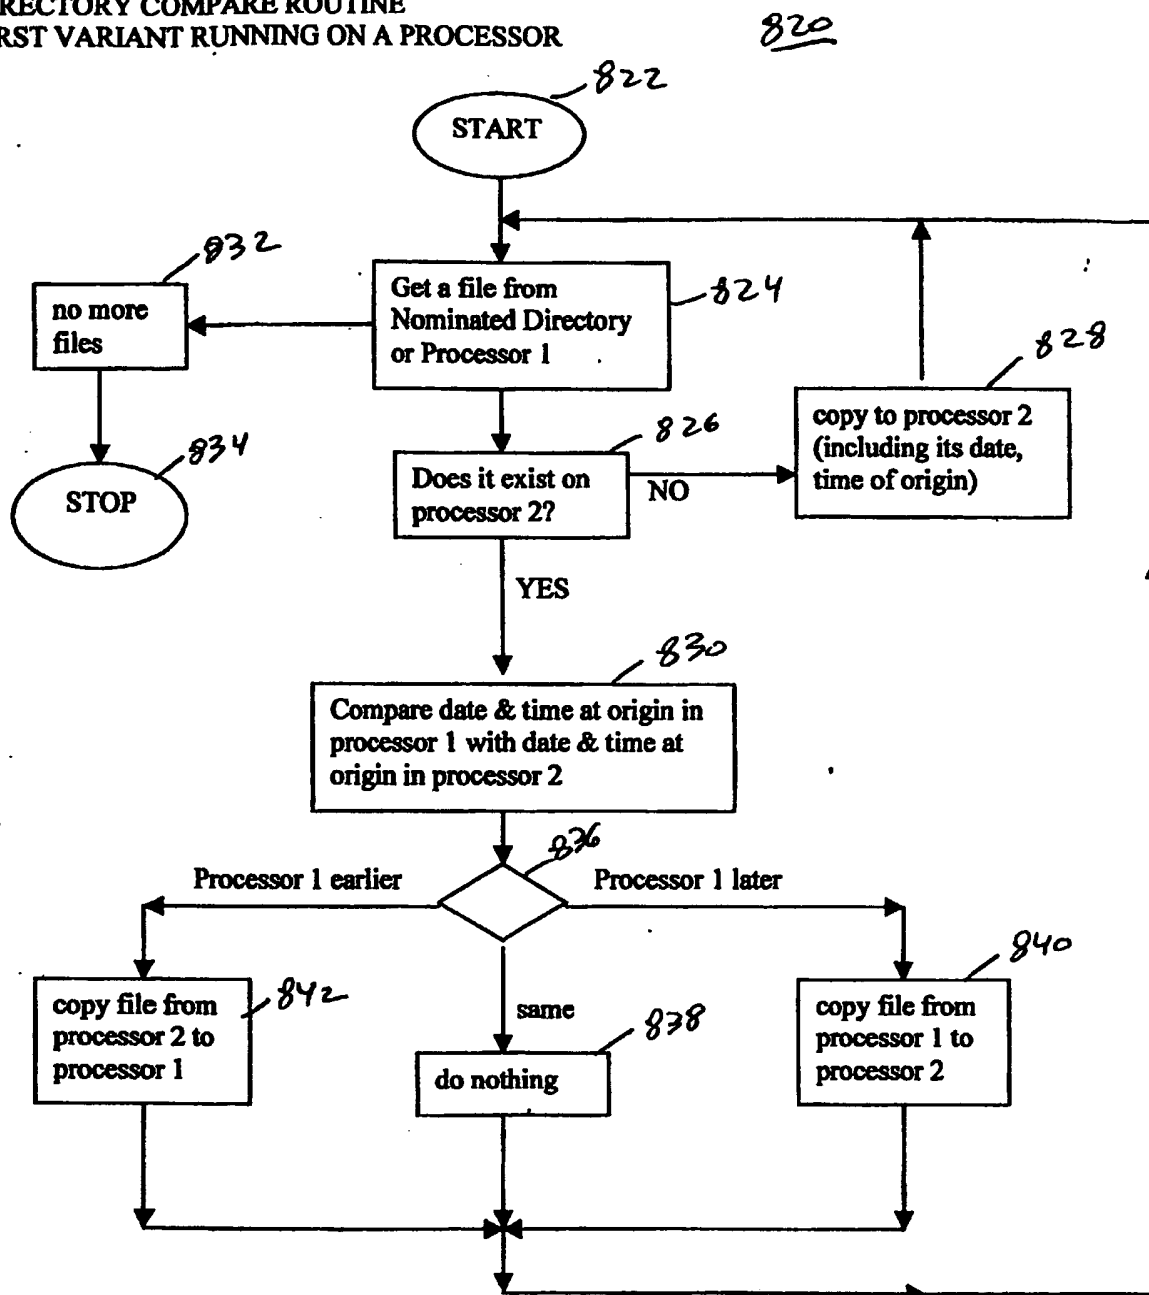 RECTORY COMPARE ROUTINE
RST VARIANT RUNNING ON A PROCESSOR
820
822
START
832
no more
files
Get a file from
Nominated Directory
or Processor 1
824
828
copy to processor 2
(including its date,
time of origin)
834
STOP
826
Does it exist on
processor 2?
NO
YES
830
Compare date & time at origin in
processor 1 with date & time at
origin in processor 2
836
Processor 1 earlier
Processor 1 later
842
copy file from
processor 2 to
processor 1
same
838
do nothing
840
copy file from
processor 1 to
processor 2